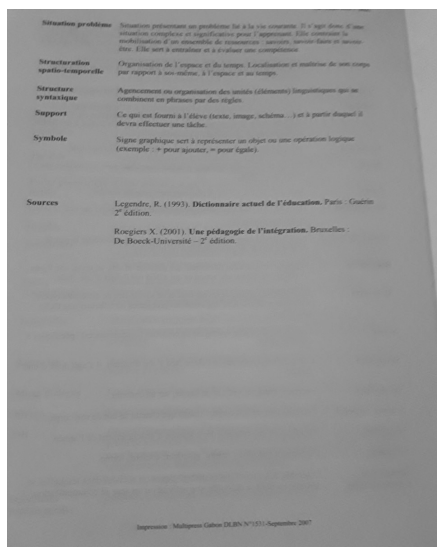 Situation problème Situation présentant un problème lié à la vie courante. Il s'agit donc d'une
situation complexe et significative pour l'apprenant. Elle contraint la
mobilisation d'un ensemble de ressources : savoirs, savoir-faire et savoir-
être. Elle sert à entraîner et à évaluer une compétence.
Structuration Organisation de l'espace et du temps. Localisation et maîtrise de son corps
spatio-temporelle par rapport à soi-même, à l'espace et au temps.
Structure Agencement ou organisation des unités (éléments) linguistiques qui se
syntaxique combinent en phrases par des règles.
Support Ce qui est fourni à l'élève (texte, image, schéma…) et à partir duquel il
devra effectuer une tâche.
Symbole Signe graphique sert à représenter un objet ou une opération logique
(exemple : + pour ajouter, = pour égale).
Sources Legendre, R. (1993). Dictionnaire actuel de l'éducation. Paris : Guérin
2e édition.
Roegiers X. (2001). Une pédagogie de l'intégration. Bruxelles :
De Boeck-Université – 2e édition.
Impression : Multipress Gabon DLBN N°1531-Septembre 2007